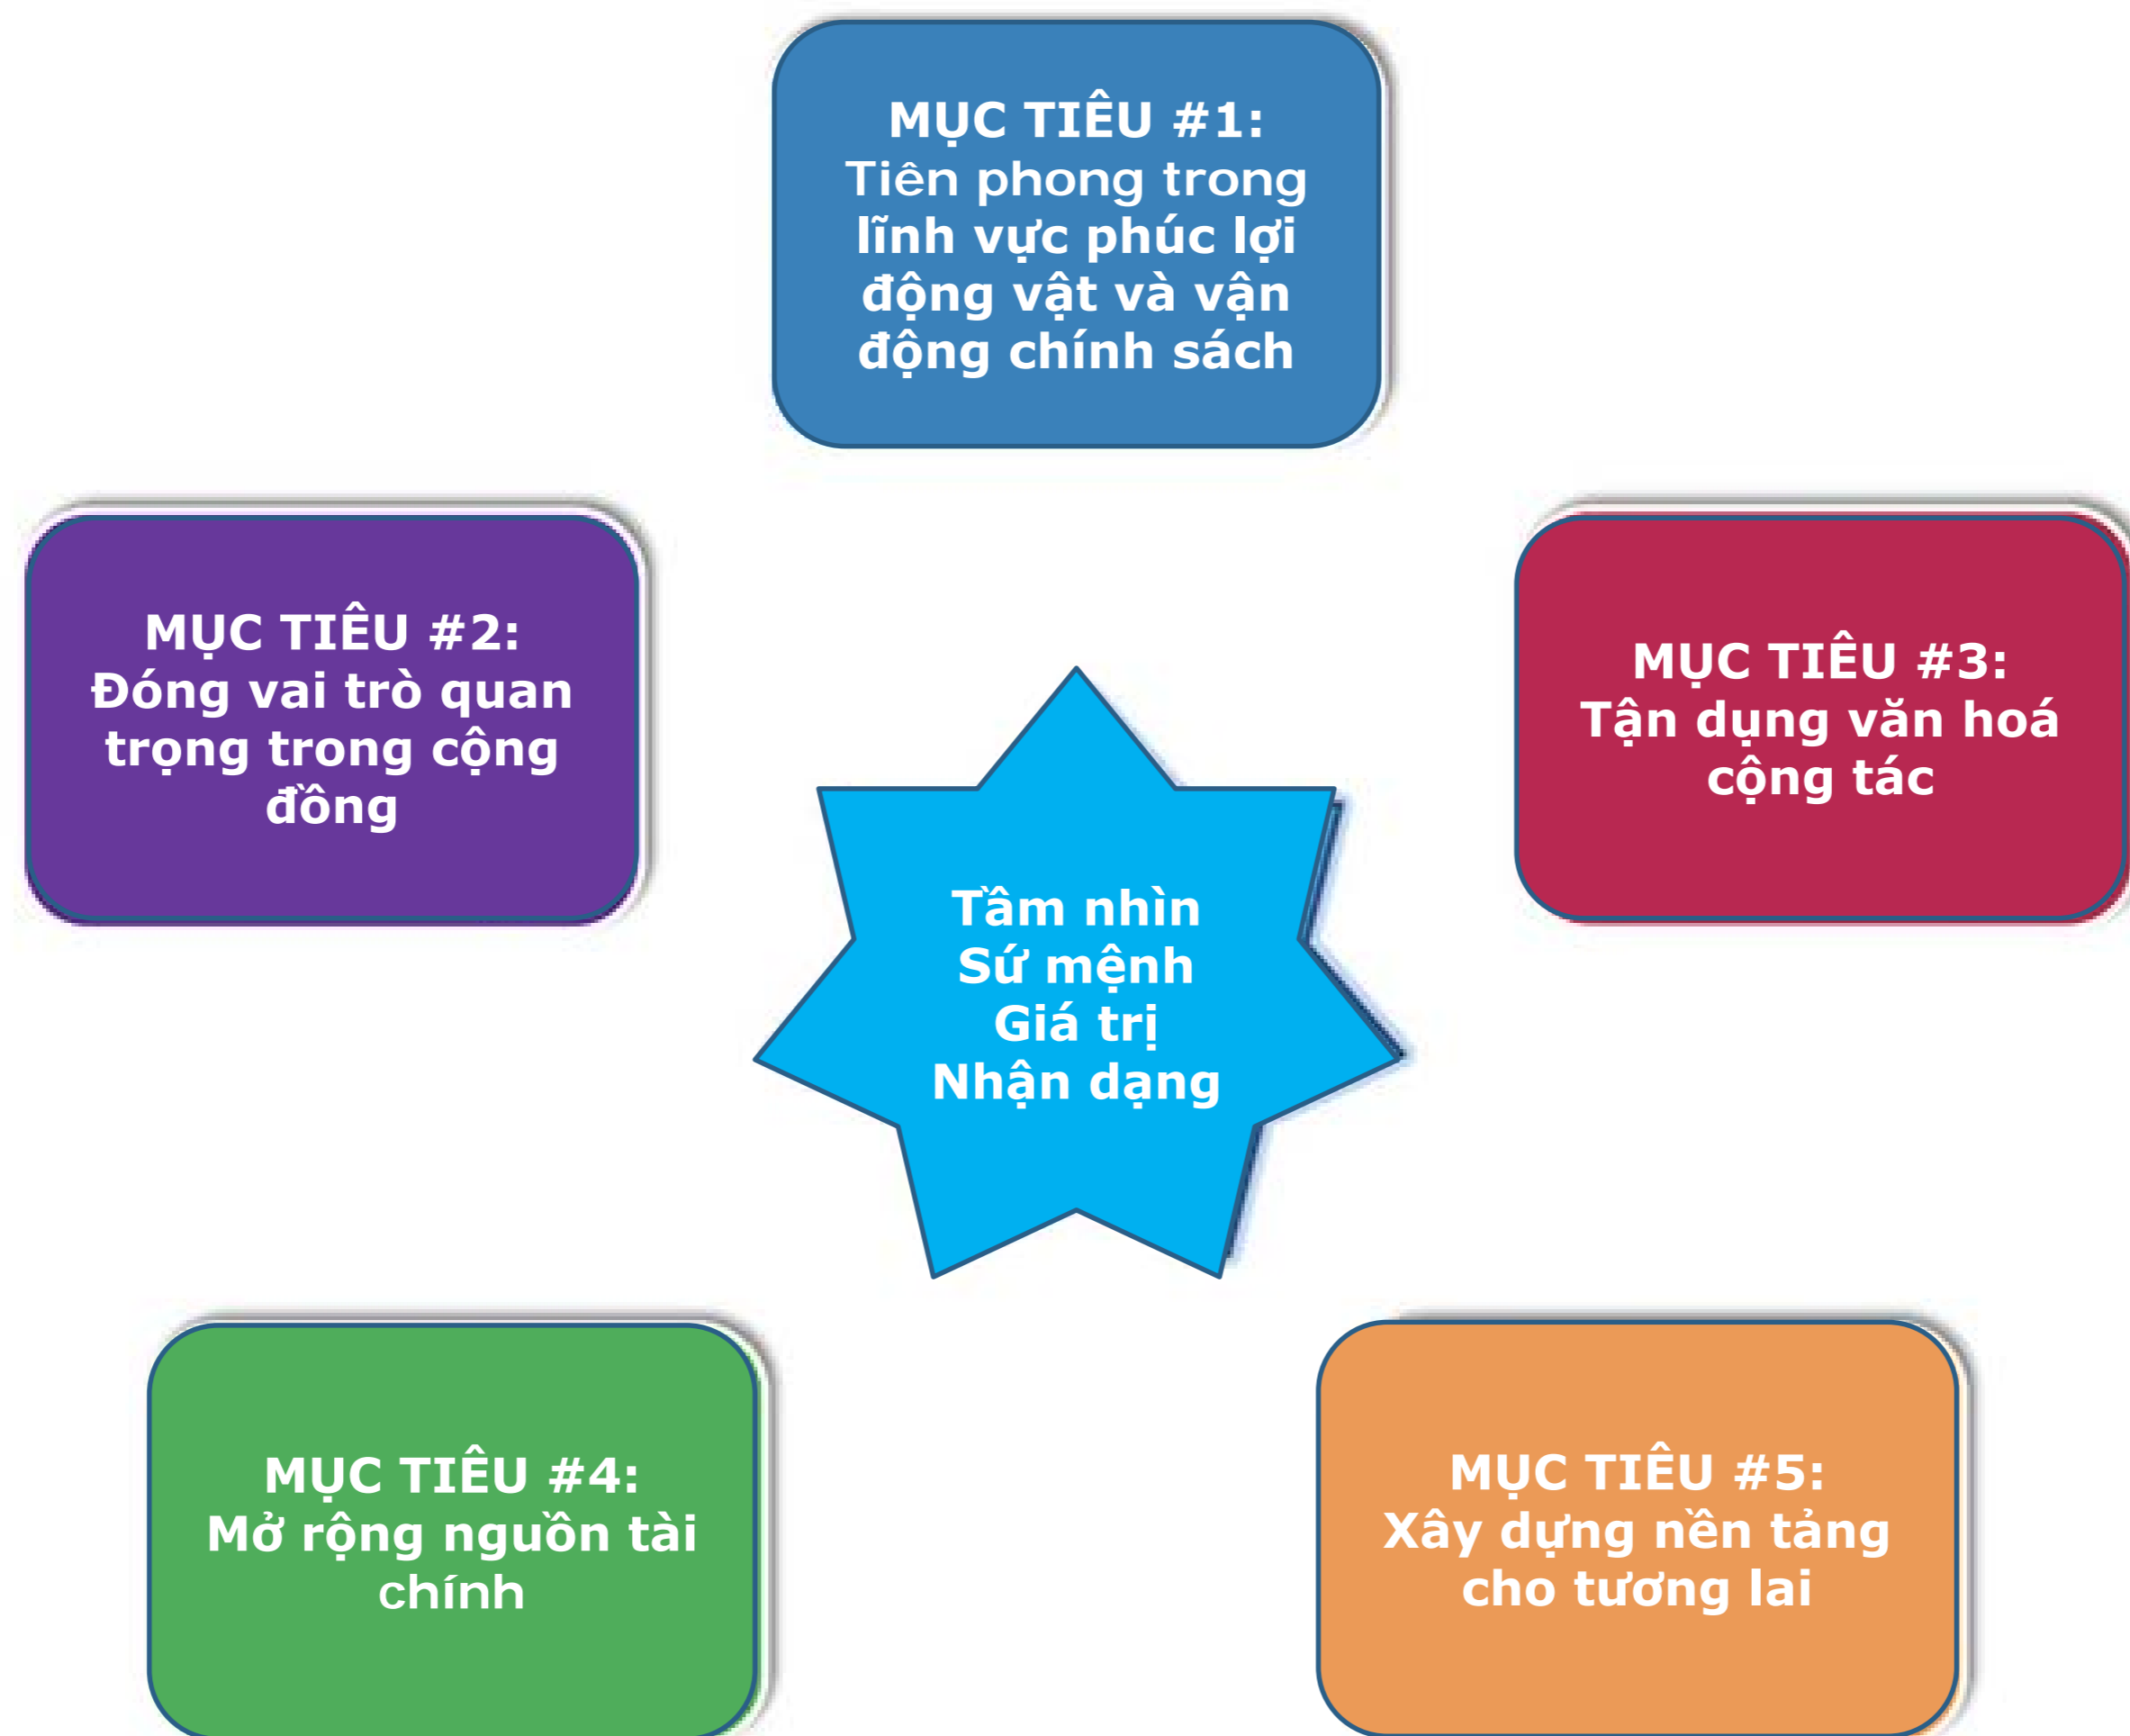 MỤC TIÊU #1:
Tiên phong trong
lĩnh vực phúc lợi
động vật và vận
động chính sách
MỤC TIÊU #2:
Đóng vai trò quan
trọng trong cộng
đồng
MỤC TIÊU #3:
Tận dụng văn hoá
cộng tác
Tầm nhìn
Sứ mệnh
Giá trị
Nhận dạng
MỤC TIÊU #4:
Mở rộng nguồn tài
chính
MỤC TIÊU #5:
Xây dựng nền tảng
cho tương lai